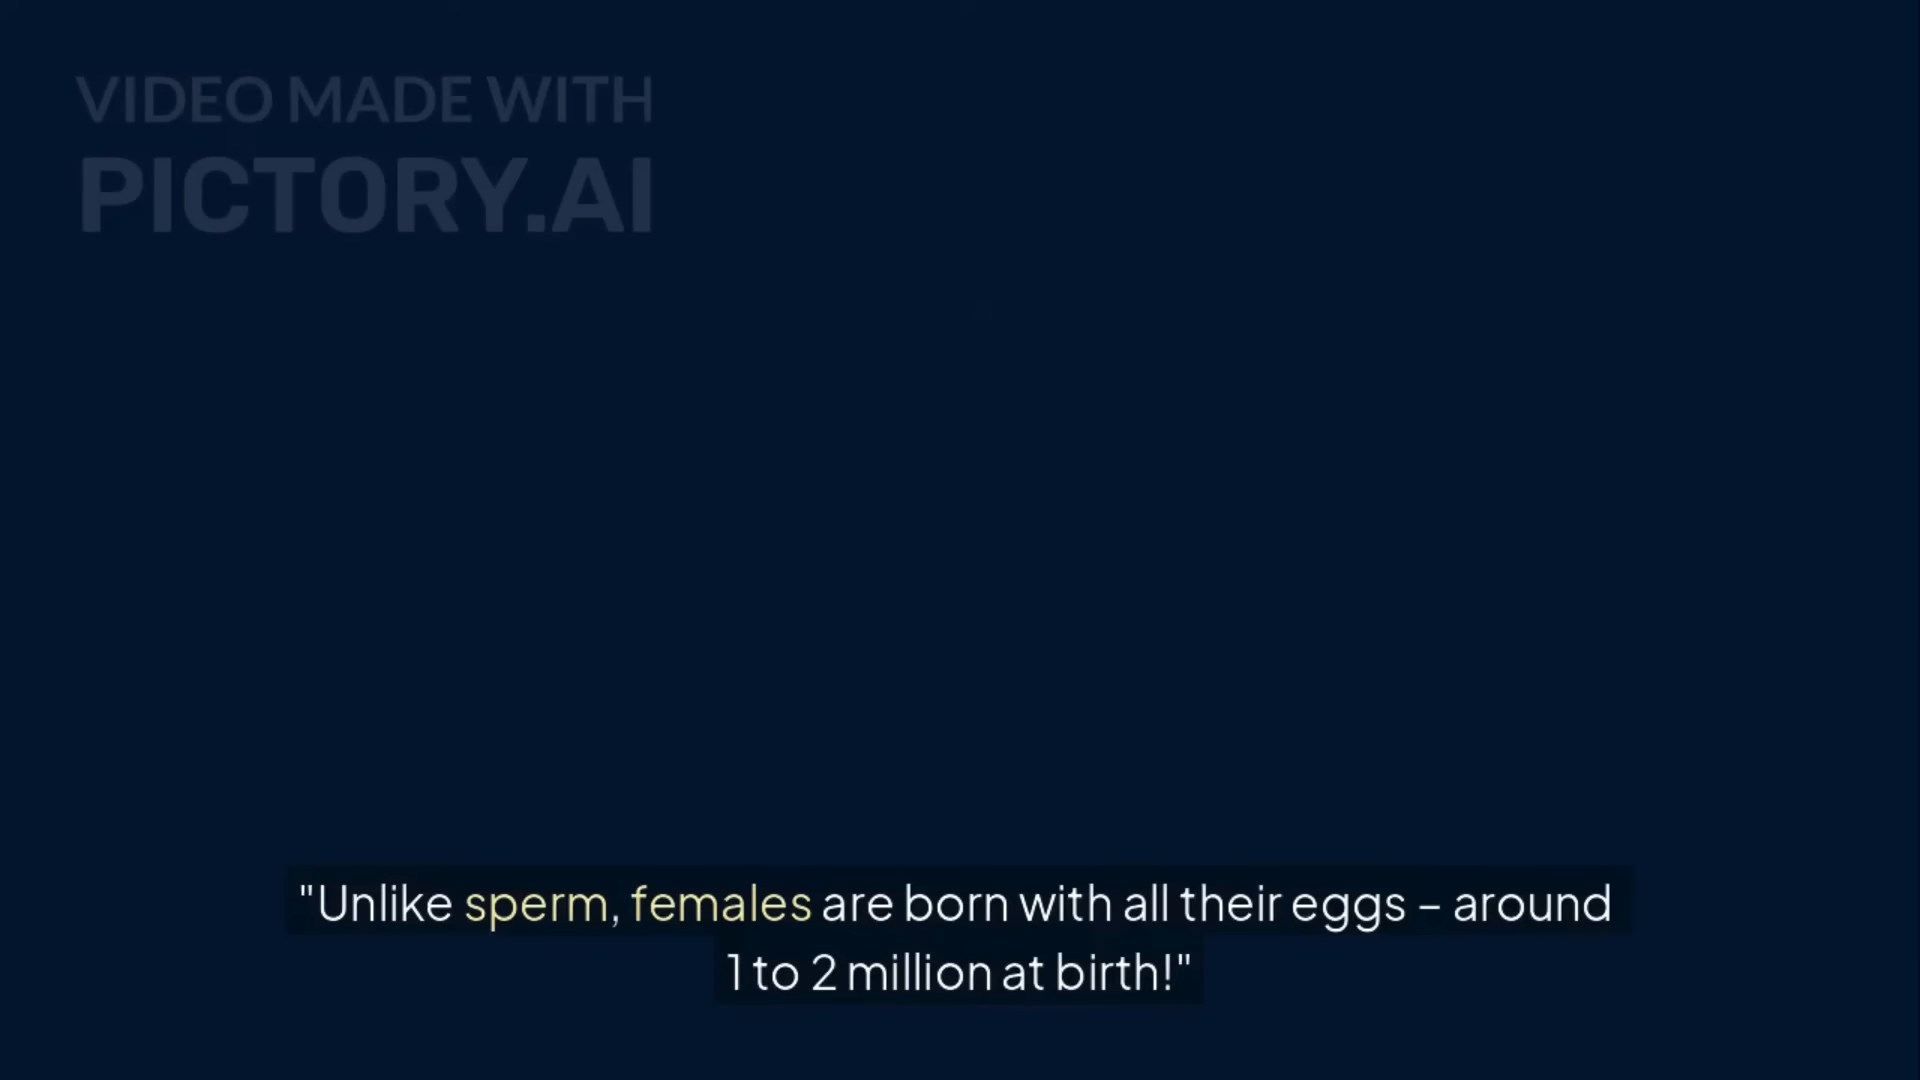 VIDEO MADE WITH
PICTORY.AI
"Unlike sperm, females are born with all their eggs – around
1 to 2 million at birth!"